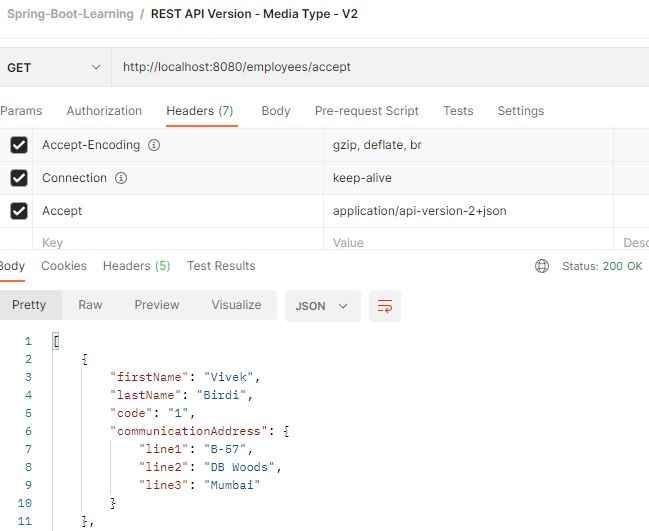 Spring-Boot-Learning / REST API Version - Media Type - V2
GET http://localhost:8080/employees/accept
Params Authorization Headers (7) Body Pre-request Script Tests Settings
Accept-Encoding gzip, deflate, br
Connection keep-alive
Accept application/api-version-2+json
Key Value Desc
Body Cookies Headers (5) Test Results Status: 200 OK
Pretty Raw Preview Visualize JSON
1 [
2 {
3 "firstName": "Vivek",
4 "lastName": "Birdi",
5 "code": "1",
6 "communicationAddress": {
7 "line1": "B-57",
8 "line2": "DB Woods",
9 "line3": "Mumbai"
10 }
11 },